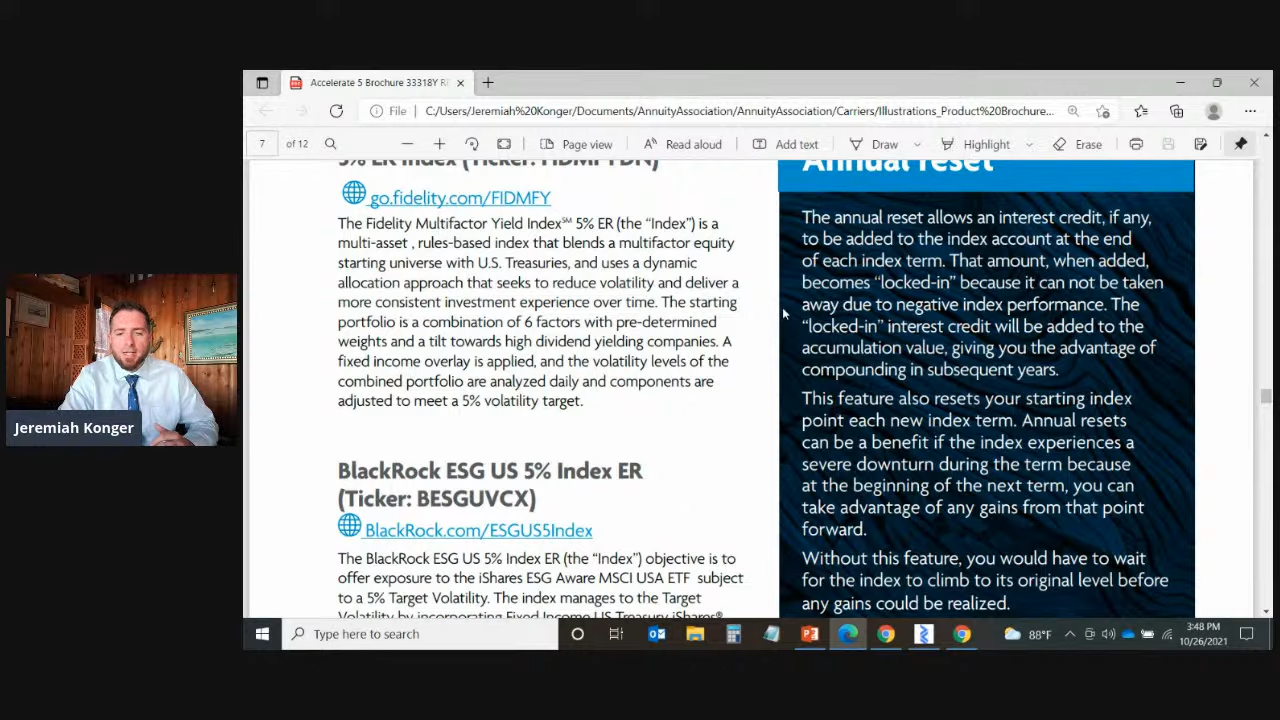 Accelerate 5 Brochure 33318Y RE
File
C:/Users/Jeremiah%20Konger/Documents/AnnuityAssociation/AnnuityAssociation/Carriers/Illustrations_Product%20Brochure...
7
of 12
Page view
Read aloud
Add text
Draw
Highlight
Erase
5% ER Index (Ticker: FIDMFYDN)
go.fidelity.com/FIDMFY
The Fidelity Multifactor Yield Index℠ 5% ER (the “Index”) is a
multi-asset , rules-based index that blends a multifactor equity
starting universe with U.S. Treasuries, and uses a dynamic
allocation approach that seeks to reduce volatility and deliver a
more consistent investment experience over time. The starting
portfolio is a combination of 6 factors with pre-determined
weights and a tilt towards high dividend yielding companies. A
fixed income overlay is applied, and the volatility levels of the
combined portfolio are analyzed daily and components are
adjusted to meet a 5% volatility target.
BlackRock ESG US 5% Index ER
(Ticker: BESGUVCX)
BlackRock.com/ESGUS5Index
The BlackRock ESG US 5% Index ER (the “Index”) objective is to
offer exposure to the iShares ESG Aware MSCI USA ETF subject
to a 5% Target Volatility. The index manages to the Target
Volatility by incorporating Fixed Income US Treasury iShares®
Annual reset
The annual reset allows an interest credit, if any,
to be added to the index account at the end
of each index term. That amount, when added,
becomes “locked-in” because it can not be taken
away due to negative index performance. The
“locked-in” interest credit will be added to the
accumulation value, giving you the advantage of
compounding in subsequent years.
This feature also resets your starting index
point each new index term. Annual resets
can be a benefit if the index experiences a
severe downturn during the term because
at the beginning of the next term, you can
take advantage of any gains from that point
forward.
Without this feature, you would have to wait
for the index to climb to its original level before
any gains could be realized.
Jeremiah Konger
Type here to search
88°F
3:48 PM
10/26/2021